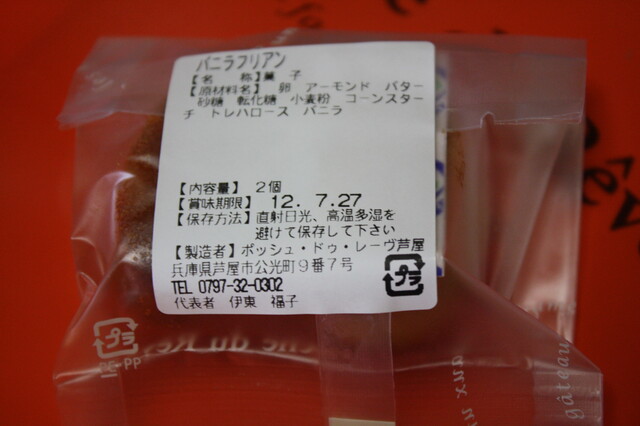 バニラフリアン
【名　称】菓子
【原材料名】 卵 アーモンド バター
砂糖 転化糖 小麦粉 コーンスター
チ トレハロース バニラ
【内容量】 2個
【賞味期限】 12. 7.27
【保存方法】直射日光、高温多湿を
避けて保存して下さい
【製造者】ポッシュ・ドゥ・レーヴ芦屋
兵庫県芦屋市公光町9番7号
TEL 0797-32-0302
代表者 伊東 福子
プラ
プラ
PE・PP
gâteau
aux